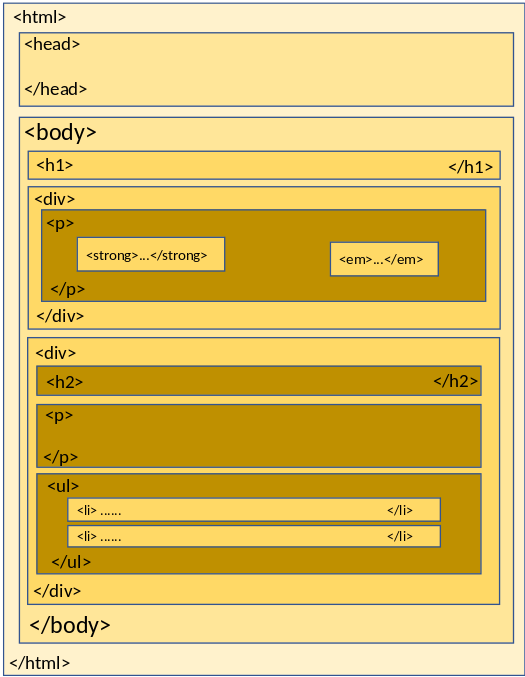 <html>
<head>
</head>
<body>
<h1> </h1>
<div>
<p>
<strong>...</strong> <em>...</em>
</p>
</div>
<div>
<h2> </h2>
<p>
</p>
<ul>
<li> ...... </li>
<li> ...... </li>
</ul>
</div>
</body>
</html>